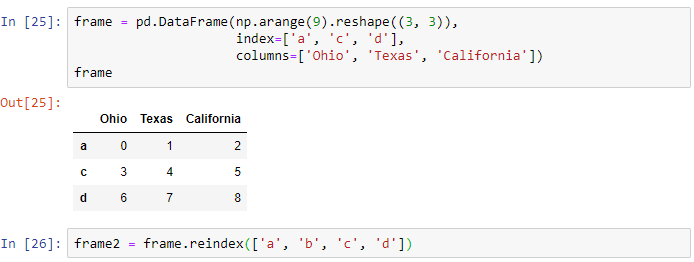 In [25]: frame = pd.DataFrame(np.arange(9).reshape((3, 3)),
index=['a', 'c', 'd'],
columns=['Ohio', 'Texas', 'California'])
frame
Out[25]:
Ohio Texas California
a 0 1 2
c 3 4 5
d 6 7 8
In [26]: frame2 = frame.reindex(['a', 'b', 'c', 'd'])